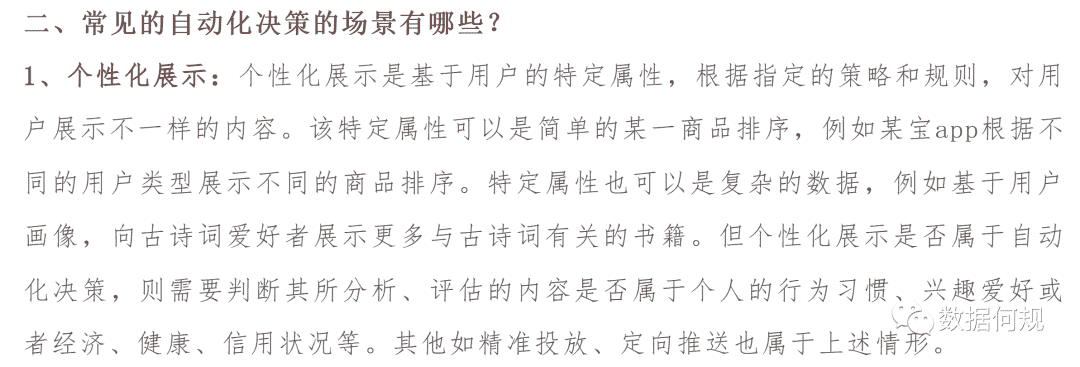 二、常见的自动化决策的场景有哪些？
1、个性化展示：个性化展示是基于用户的特定属性，根据指定的策略和规则，对用
户展示不一样的内容。该特定属性可以是简单的某一商品排序，例如某宝app根据不
同的用户类型展示不同的商品排序。特定属性也可以是复杂的数据，例如基于用户
画像，向古诗词爱好者展示更多与古诗词有关的书籍。但个性化展示是否属于自动
化决策，则需要判断其所分析、评估的内容是否属于个人的行为习惯、兴趣爱好或
者经济、健康、信用状况等。其他如精准投放、定向推送也属于上述情形。
数据何规